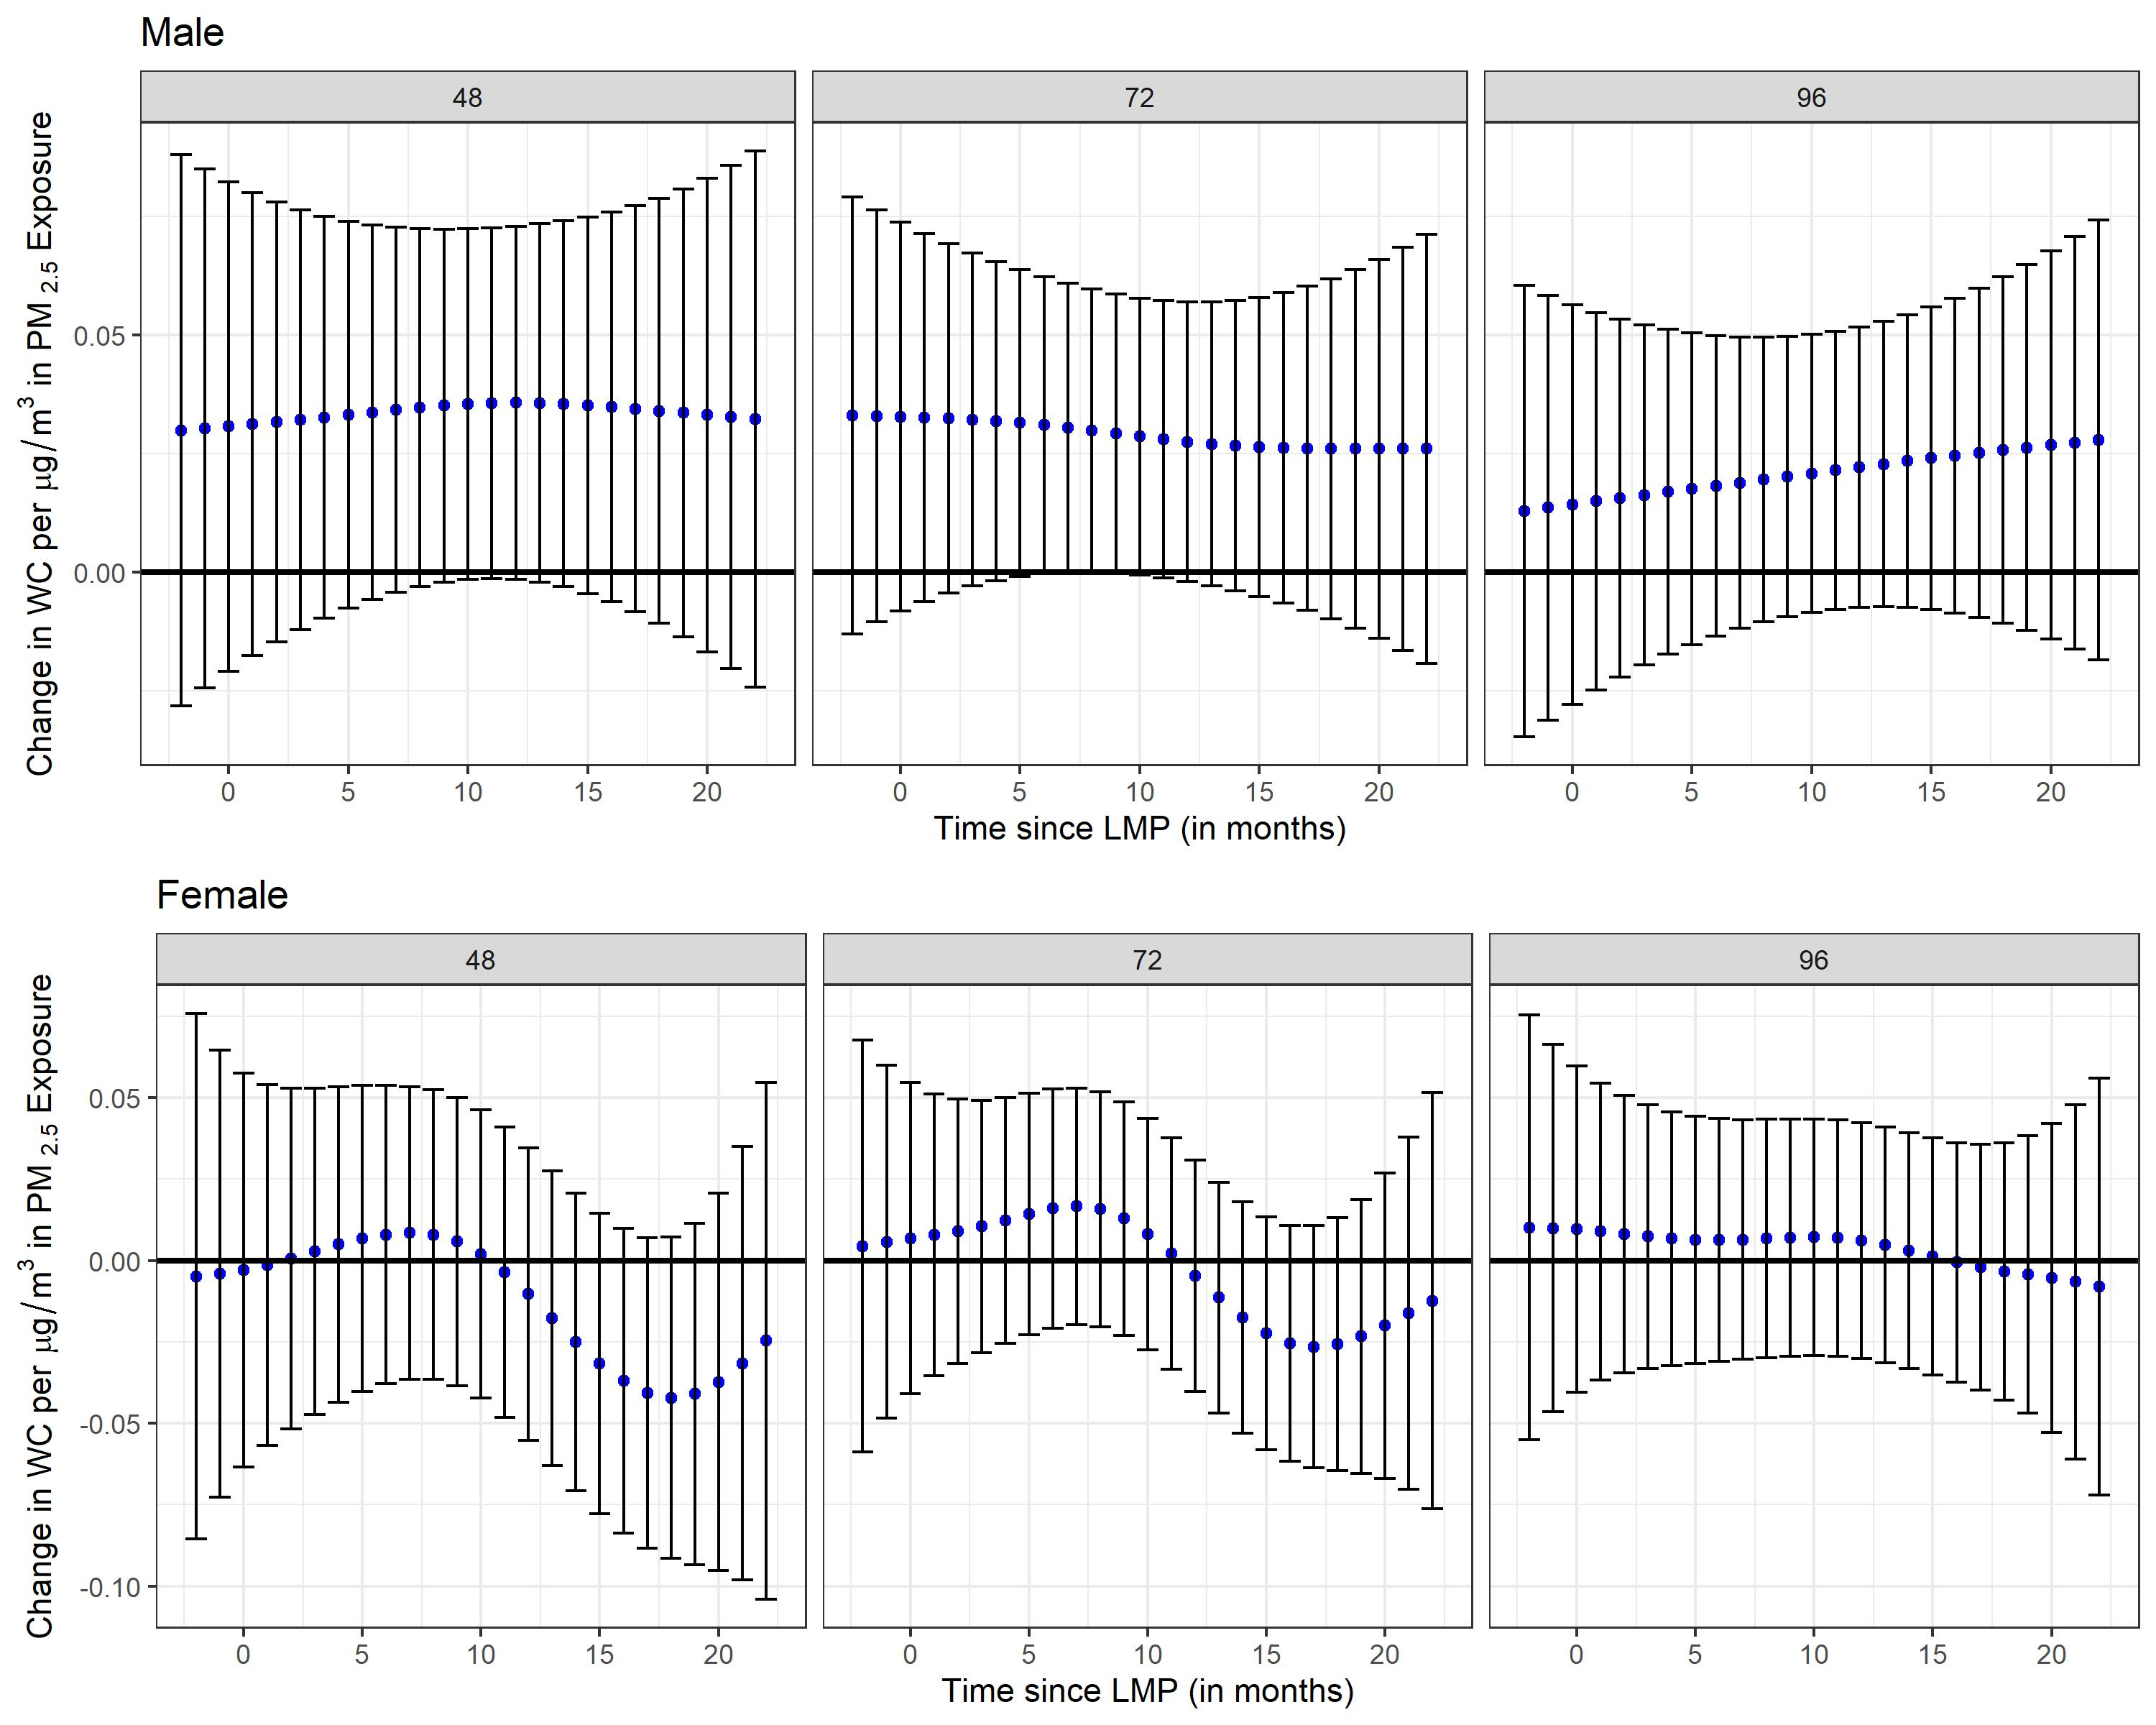 Male
48 72 96
Change in WC per μg/m³ in PM 2.5 Exposure
0.05
0.00
0 5 10 15 20 0 5 10 15 20 0 5 10 15 20
Time since LMP (in months)
Female
48 72 96
Change in WC per μg/m³ in PM 2.5 Exposure
0.05
0.00
-0.05
-0.10
0 5 10 15 20 0 5 10 15 20 0 5 10 15 20
Time since LMP (in months)